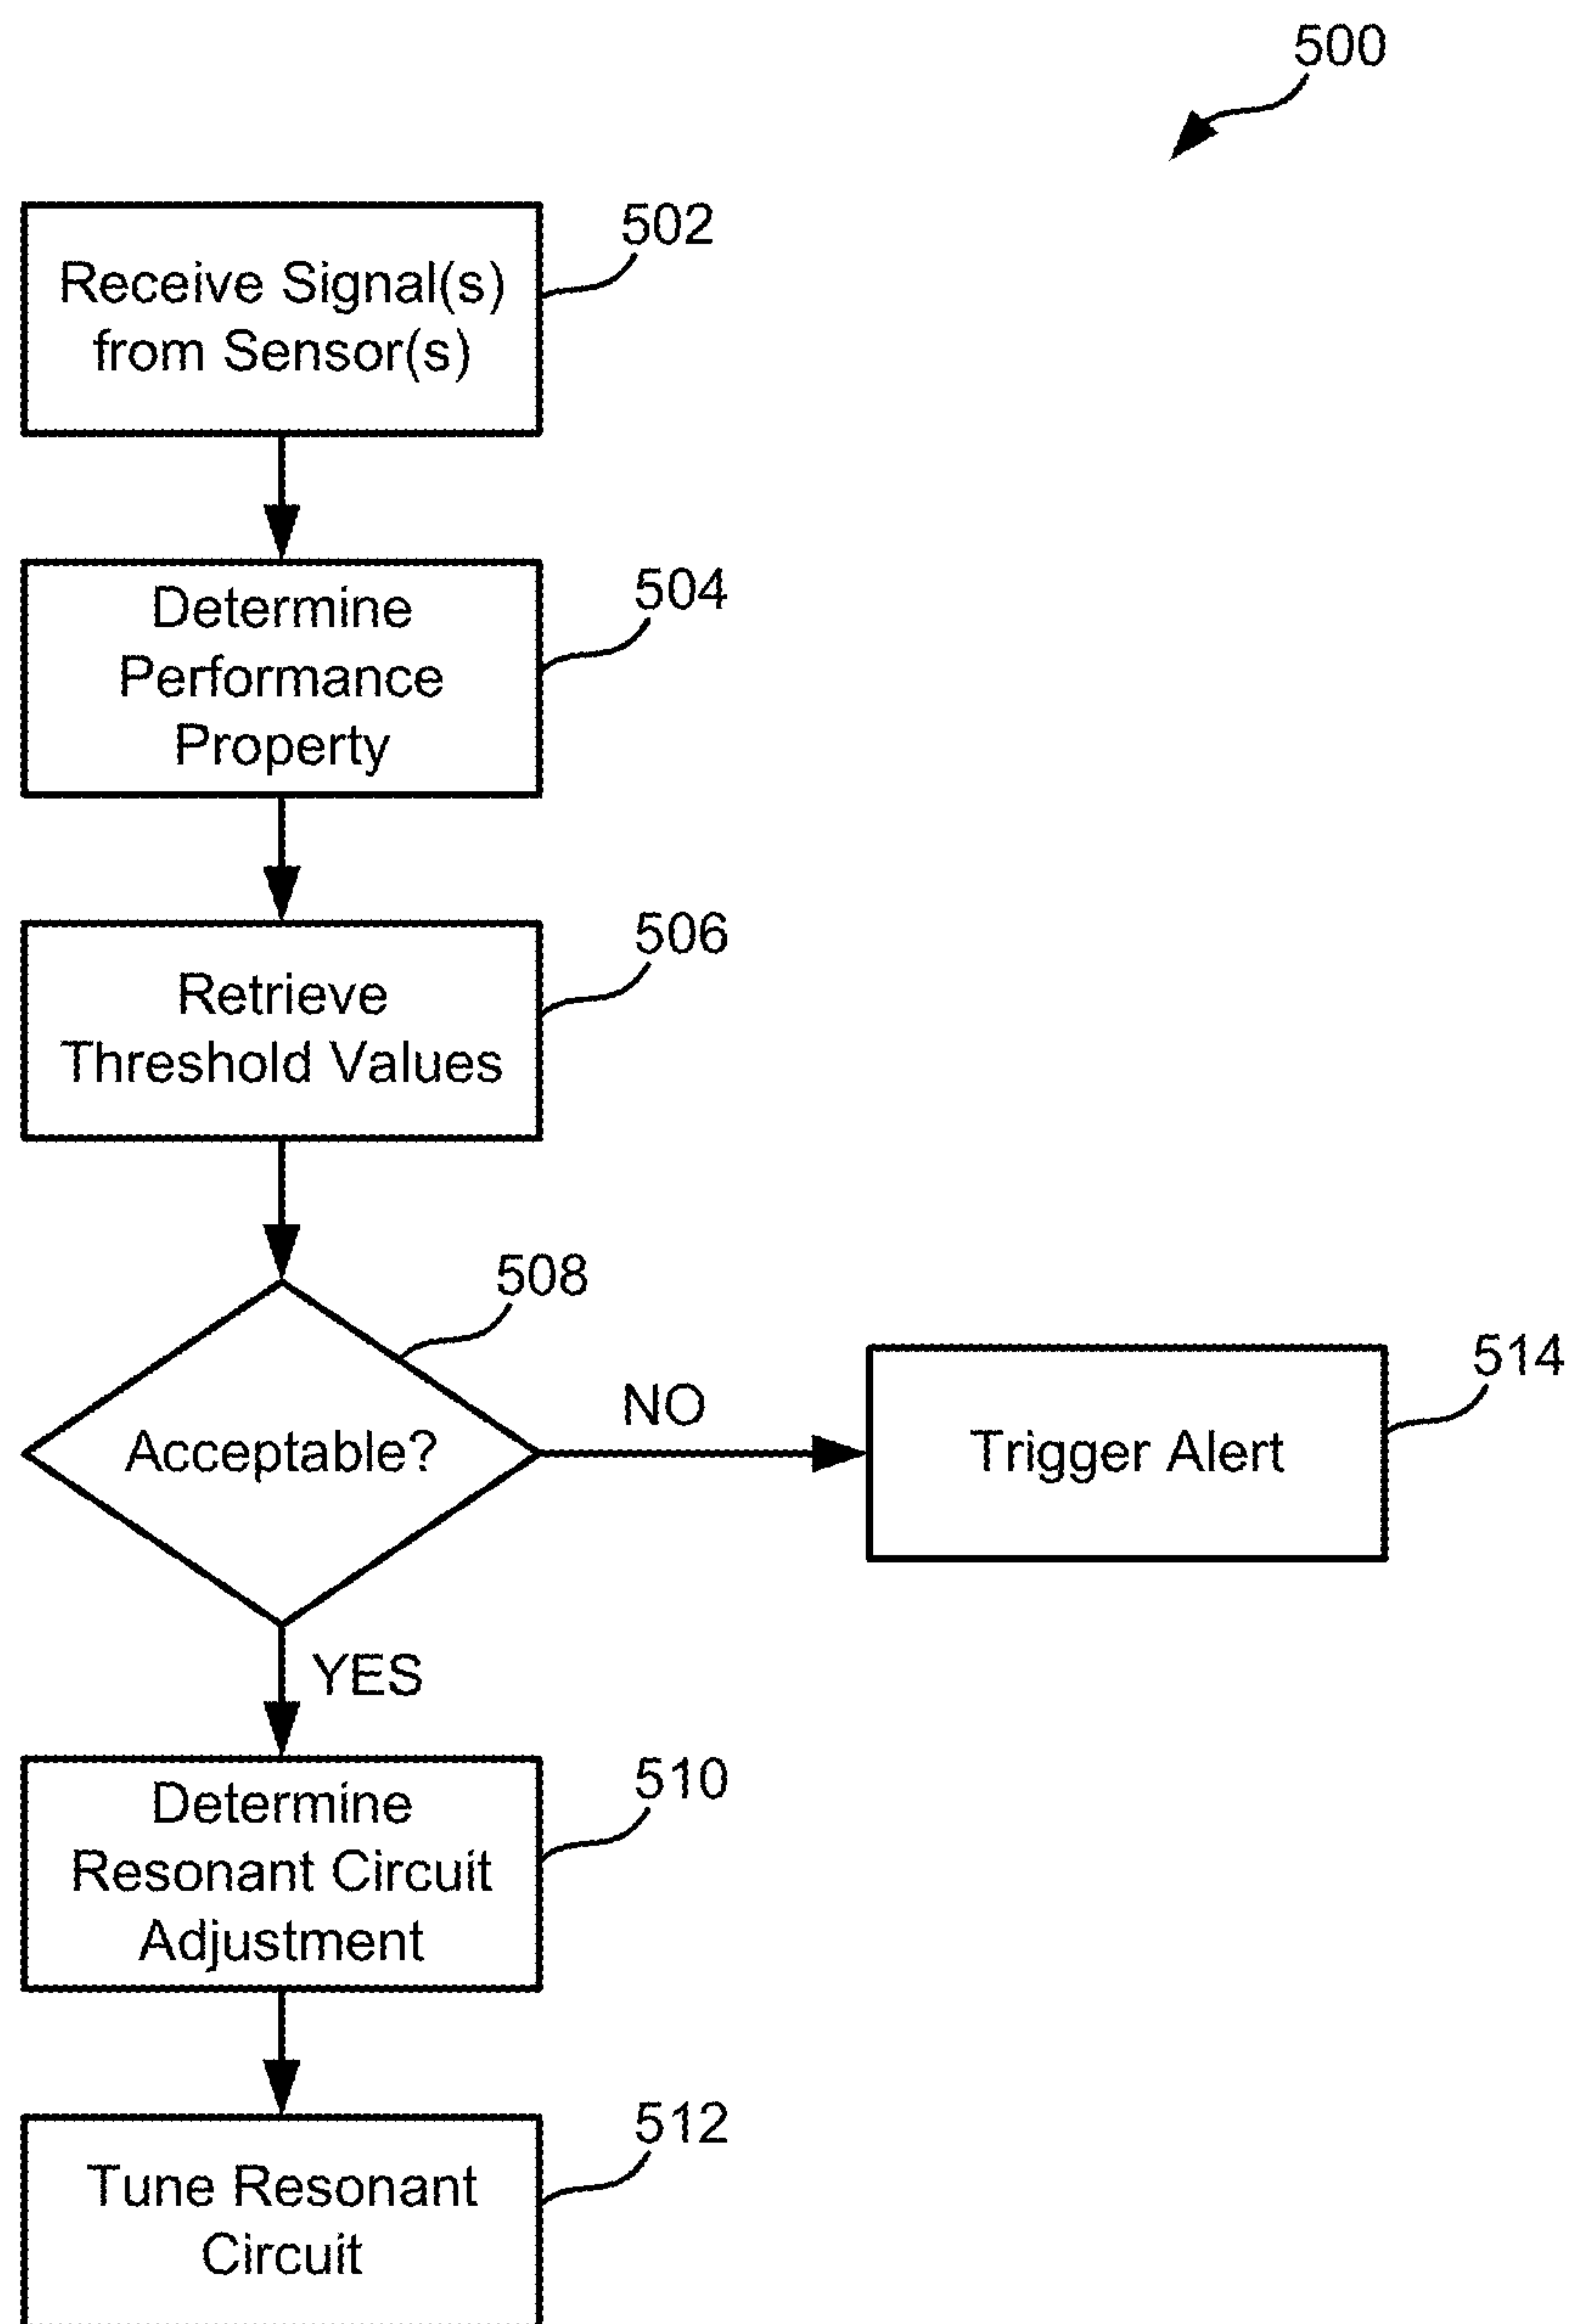 500
502
Receive Signal(s)
from Sensor(s)
504
Determine
Performance
Property
506
Retrieve
Threshold Values
508
Acceptable?
NO
514
Trigger Alert
YES
510
Determine
Resonant Circuit
Adjustment
512
Tune Resonant
Circuit